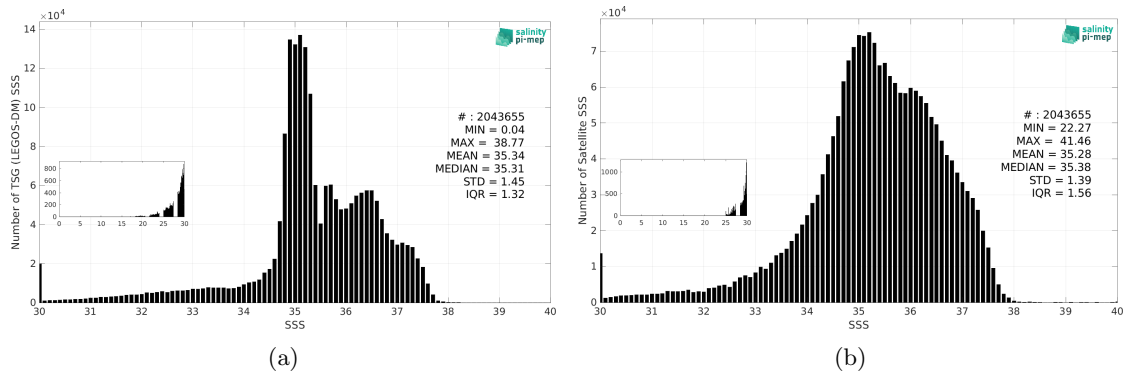 ×10⁴
14
12
10
8
6
4
2
0
Number of TSG (LEGOS-DM) SSS
salinity
pi-mep
# : 2043655
MIN = 0.04
MAX = 38.77
MEAN = 35.34
MEDIAN = 35.31
STD = 1.45
IQR = 1.32
800
600
400
200
0
0 5 10 15 20 25 30
30 31 32 33 34 35 36 37 38 39 40
SSS
(a)
×10⁴
7
6
5
4
3
2
1
0
Number of Satellite SSS
salinity
pi-mep
# : 2043655
MIN = 22.27
MAX = 41.46
MEAN = 35.28
MEDIAN = 35.38
STD = 1.39
IQR = 1.56
1000
500
0
0 5 10 15 20 25 30
30 31 32 33 34 35 36 37 38 39 40
SSS
(b)